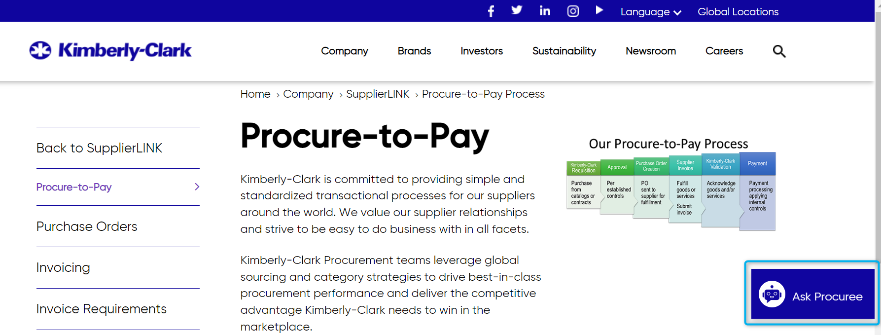 Language
Global Locations
Kimberly-Clark
Company
Brands
Investors
Sustainability
Newsroom
Careers
Home > Company > SupplierLINK > Procure-to-Pay Process
Back to SupplierLINK
Procure-to-Pay
Purchase Orders
Invoicing
Invoice Requirements
Procure-to-Pay
Kimberly-Clark is committed to providing simple and
standardized transactional processes for our suppliers
around the world. We value our supplier relationships
and strive to be easy to do business with in all facets.
Kimberly-Clark Procurement teams leverage global
sourcing and category strategies to drive best-in-class
procurement performance and deliver the competitive
advantage Kimberly-Clark needs to win in the
marketplace.
Our Procure-to-Pay Process
Kimberly-Clark
Requisition
Purchase
from
catalogs or
contracts
Approval
Per
established
controls
Purchase Order
Creation
PO
sent to
supplier for
fulfillment
Supplier
Invoice
Fulfill
goods or
services
Submit
invoice
Kimberly-Clark
Validation
Acknowledge
goods and/or
services
Payment
Payment
processing
applying
internal
controls
Ask Procuree